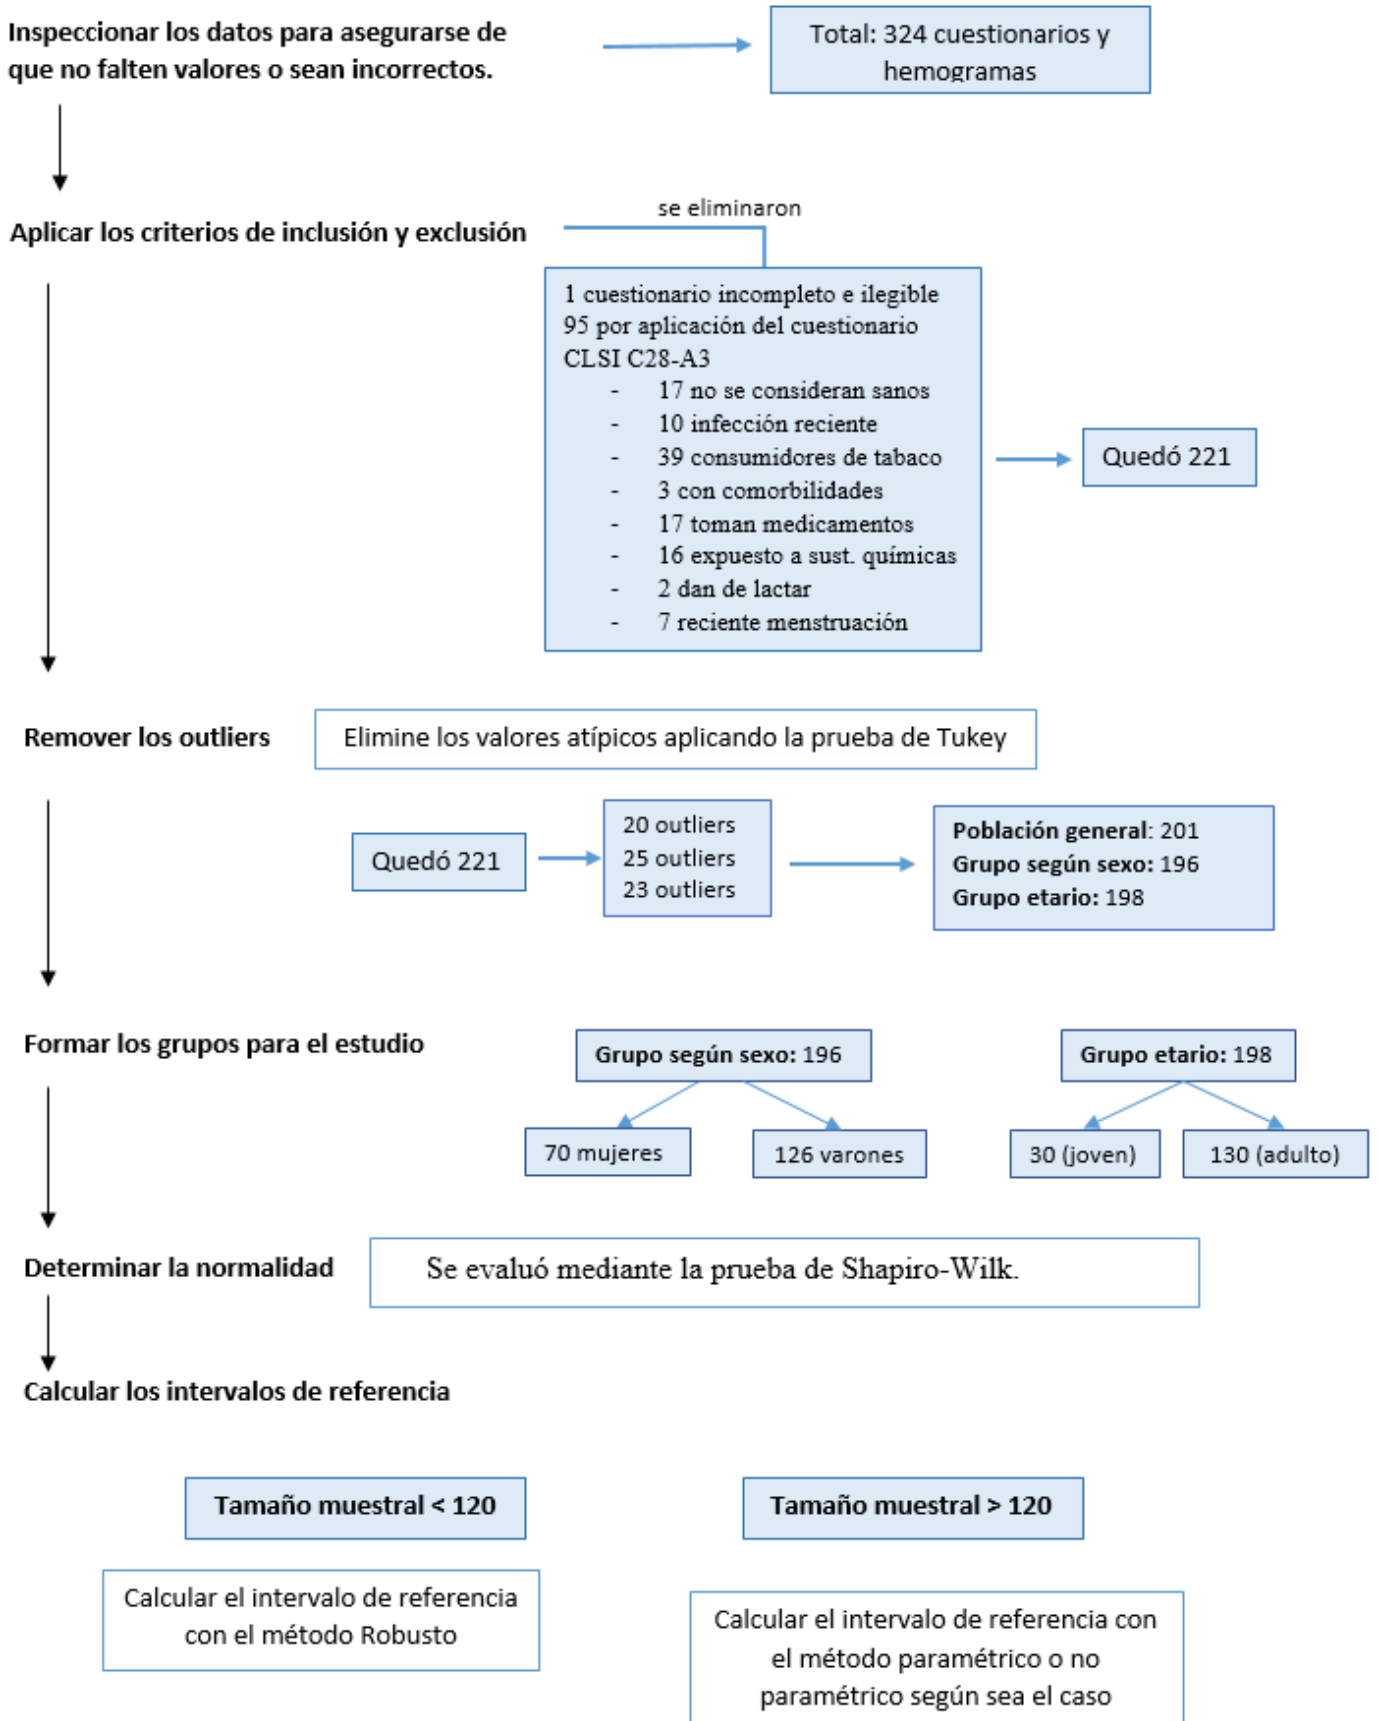 Inspeccionar los datos para asegurarse de
que no falten valores o sean incorrectos.
Total: 324 cuestionarios y
hemogramas
Aplicar los criterios de inclusión y exclusión
se eliminaron
1 cuestionario incompleto e ilegible
95 por aplicación del cuestionario
CLSI C28-A3
- 17 no se consideran sanos
- 10 infección reciente
- 39 consumidores de tabaco
- 3 con comorbilidades
- 17 toman medicamentos
- 16 expuesto a sust. químicas
- 2 dan de lactar
- 7 reciente menstruación
Quedó 221
Remover los outliers
Elimine los valores atípicos aplicando la prueba de Tukey
Quedó 221
20 outliers
25 outliers
23 outliers
Población general: 201
Grupo según sexo: 196
Grupo etario: 198
Formar los grupos para el estudio
Grupo según sexo: 196
70 mujeres
126 varones
Grupo etario: 198
30 (joven)
130 (adulto)
Determinar la normalidad
Se evaluó mediante la prueba de Shapiro-Wilk.
Calcular los intervalos de referencia
Tamaño muestral < 120
Calcular el intervalo de referencia
con el método Robusto
Tamaño muestral > 120
Calcular el intervalo de referencia con
el método paramétrico o no
paramétrico según sea el caso